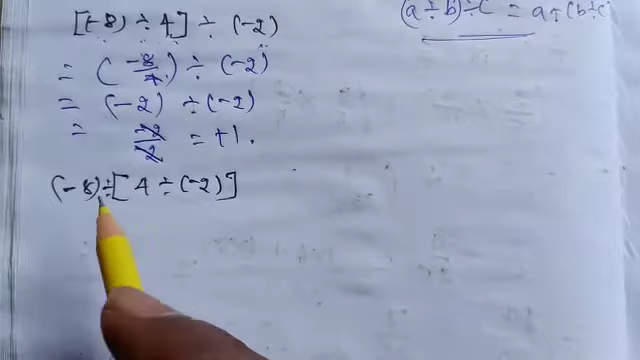 [(-8) ÷ 4] ÷ (-2)
(a÷b)÷c = a÷(b÷c
= (-8/4) ÷ (-2)
= (-2) ÷ (-2)
= -2/-2 = +1.
(-8)÷[4 ÷ (-2)]